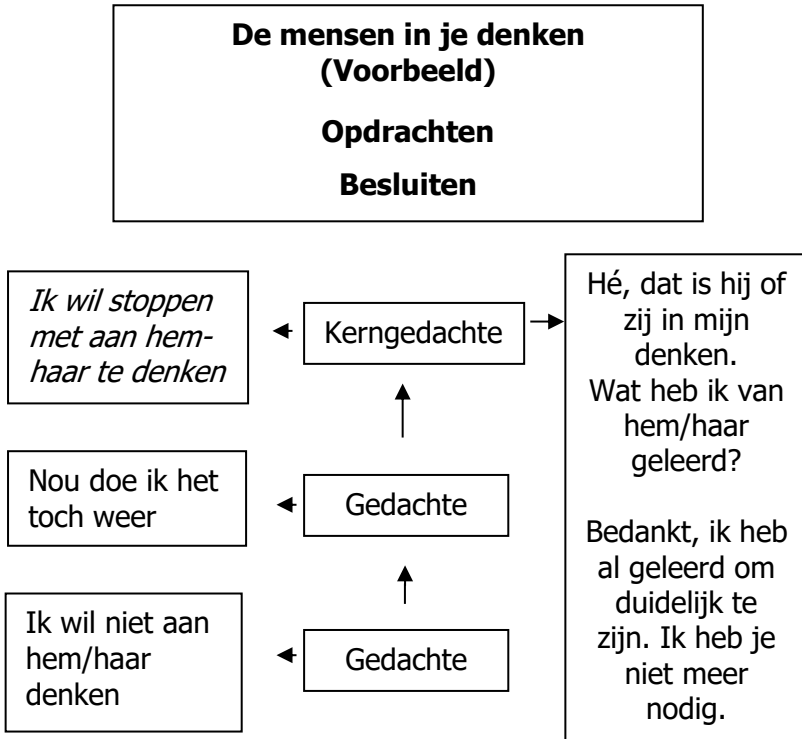 De mensen in je denken
(Voorbeeld)
Opdrachten
Besluiten
Ik wil stoppen
met aan hem-
haar te denken
Kerngedachte
Hé, dat is hij of
zij in mijn
denken.
Wat heb ik van
hem/haar
geleerd?
Bedankt, ik heb
al geleerd om
duidelijk te
zijn. Ik heb je
niet meer
nodig.
Nou doe ik het
toch weer
Gedachte
Ik wil niet aan
hem/haar
denken
Gedachte